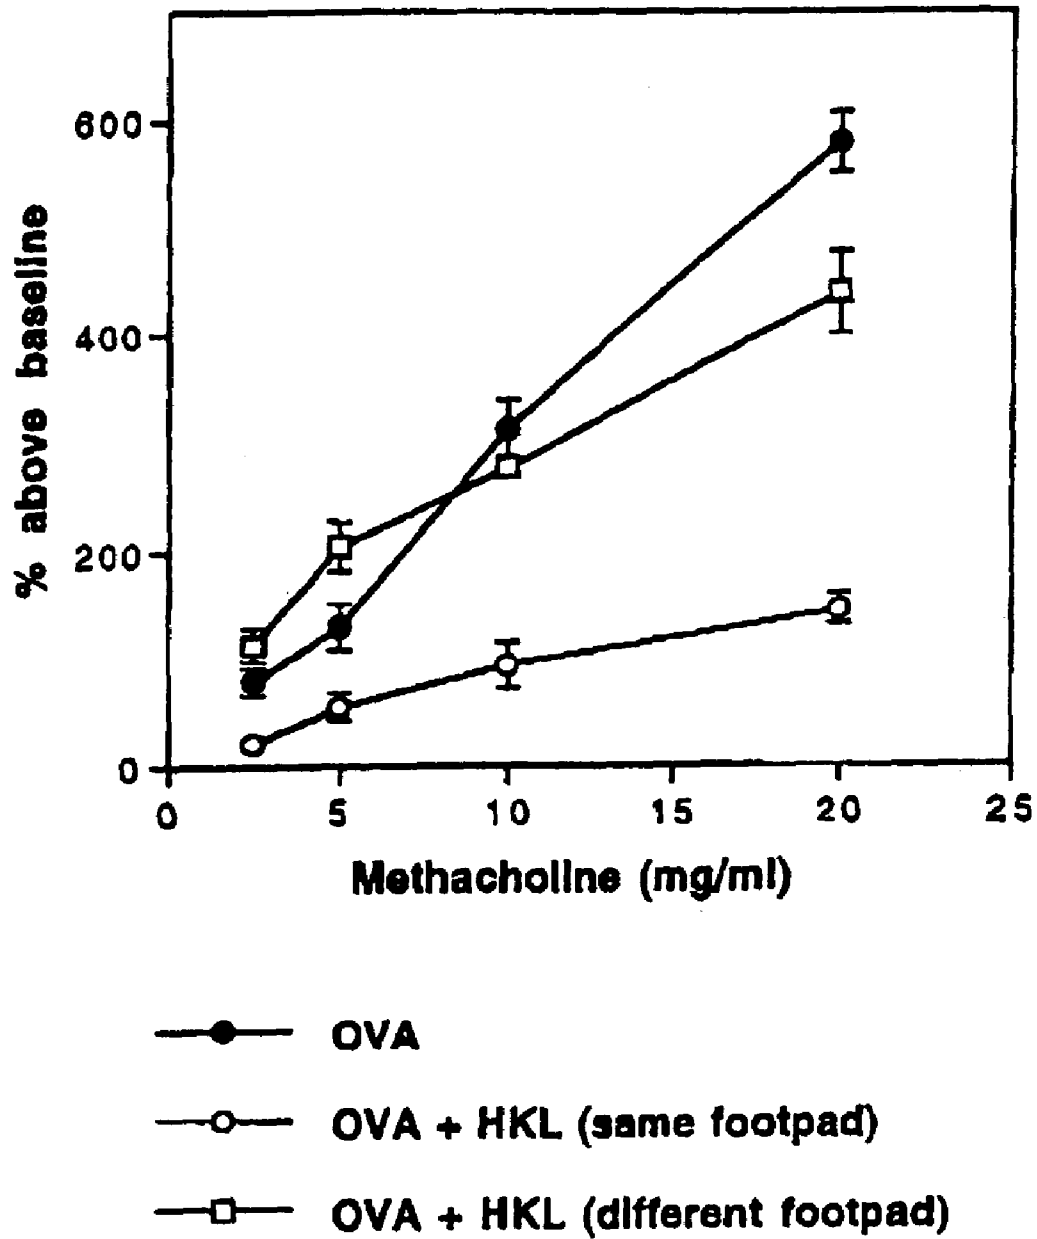 600
400
200
0
% above baseline
0 5 10 15 20 25
Methacholine (mg/ml)
OVA
OVA + HKL (same footpad)
OVA + HKL (different footpad)